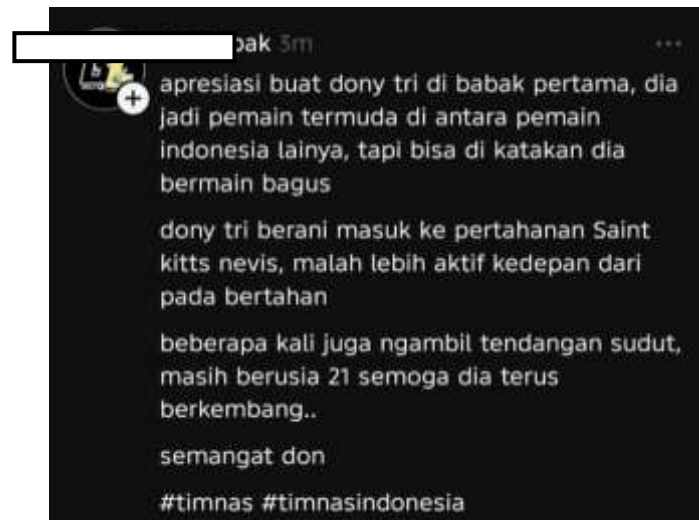 bak 3m
apresiasi buat dony tri di babak pertama, dia
jadi pemain termuda di antara pemain
indonesia lainya, tapi bisa di katakan dia
bermain bagus
dony tri berani masuk ke pertahanan Saint
kitts nevis, malah lebih aktif kedepan dari
pada bertahan
beberapa kali juga ngambil tendangan sudut,
masih berusia 21 semoga dia terus
berkembang..
semangat don
#timnas #timnasindonesia